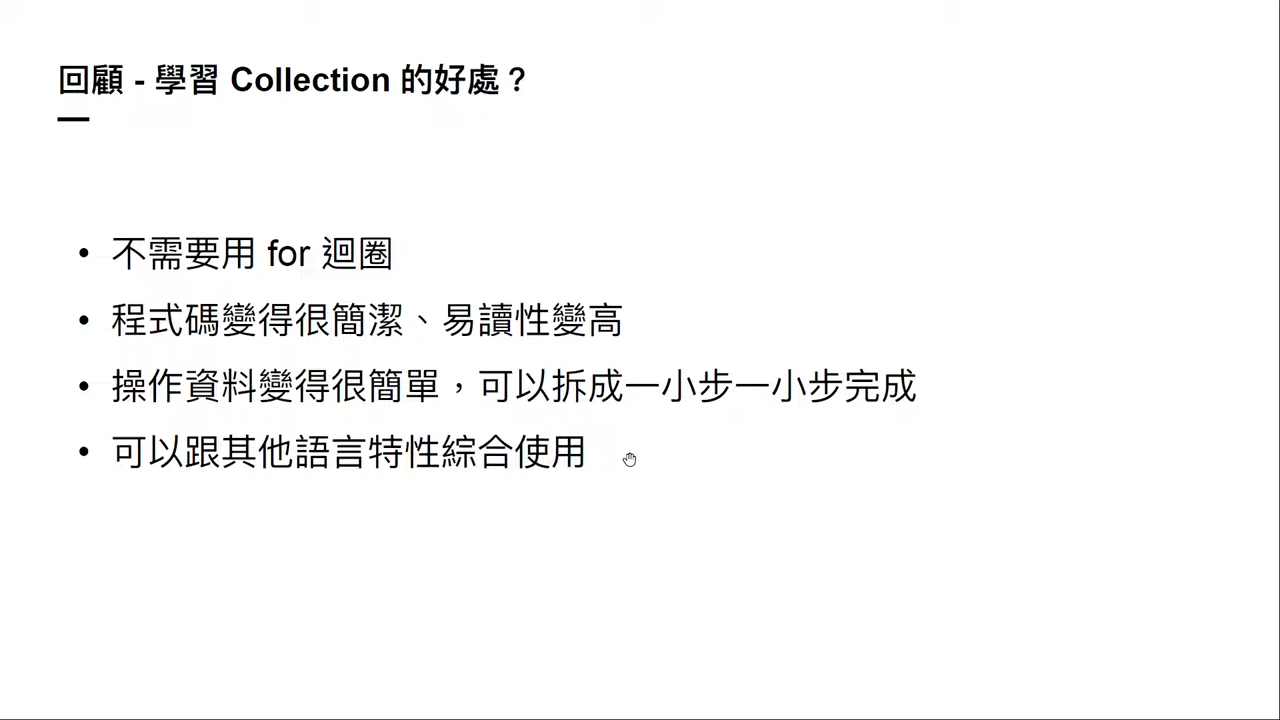 回顧 - 學習 Collection 的好處？
• 不需要用 for 迴圈
• 程式碼變得很簡潔、易讀性變高
• 操作資料變得很簡單，可以拆成一小步一小步完成
• 可以跟其他語言特性綜合使用